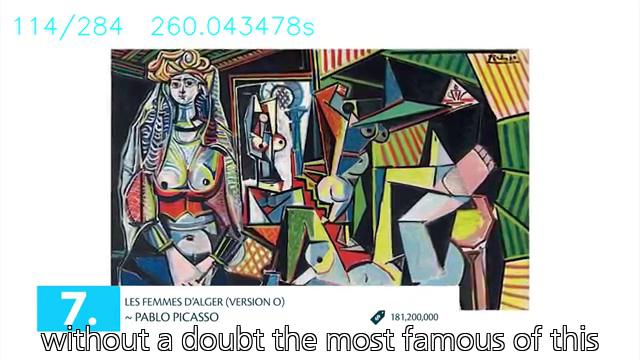 114/284 260.043478s
Picasso
7.
LES FEMMES D'ALGER (VERSION O)
~ PABLO PICASSO
181,200,000
without a doubt the most famous of this